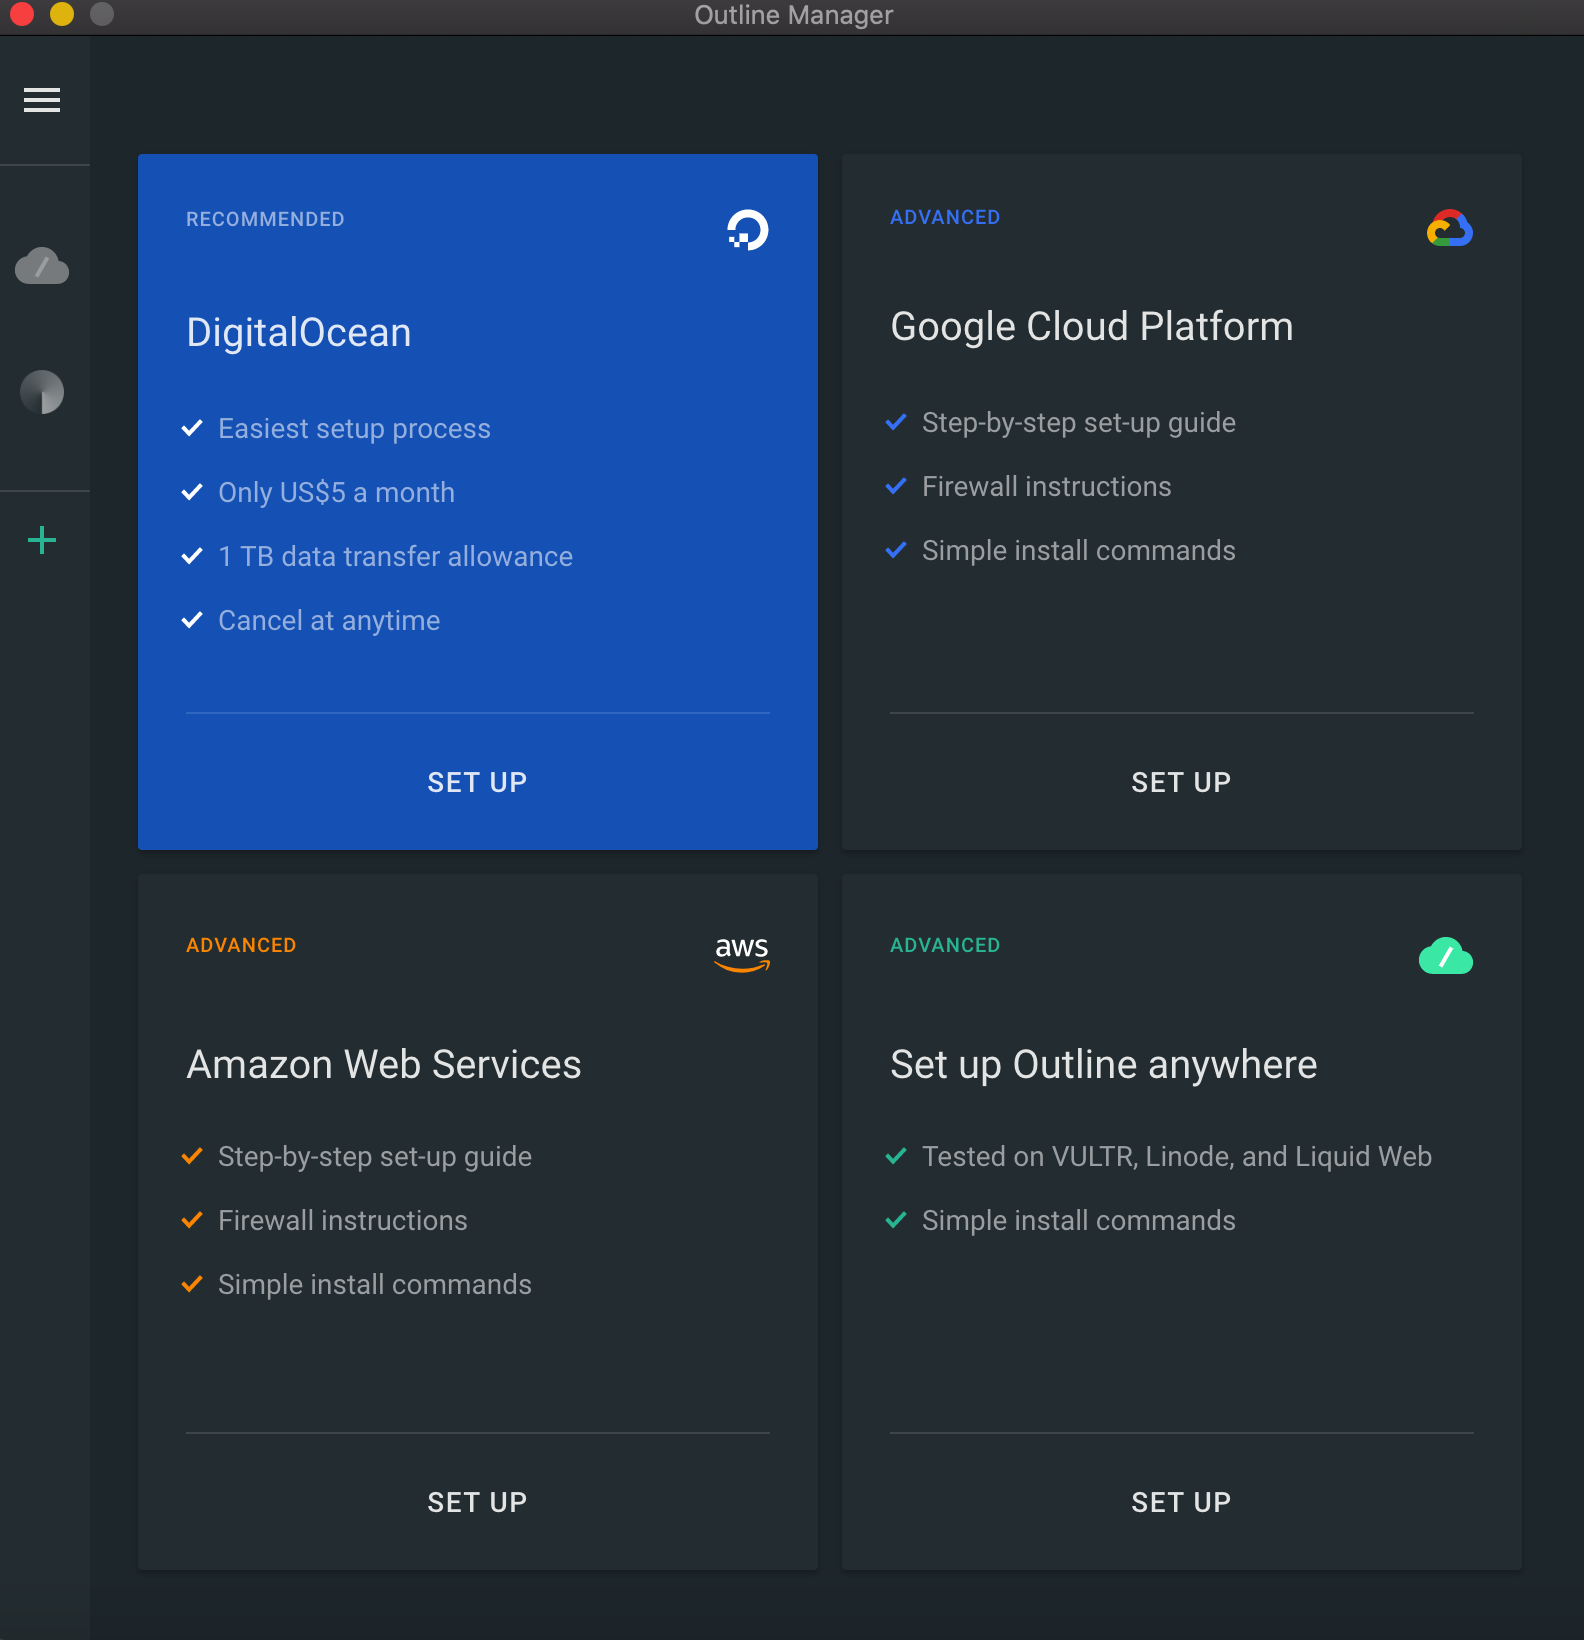 Outline Manager
RECOMMENDED
DigitalOcean
Easiest setup process
Only US$5 a month
1 TB data transfer allowance
Cancel at anytime
SET UP
ADVANCED
Google Cloud Platform
Step-by-step set-up guide
Firewall instructions
Simple install commands
SET UP
ADVANCED
aws
Amazon Web Services
Step-by-step set-up guide
Firewall instructions
Simple install commands
SET UP
ADVANCED
Set up Outline anywhere
Tested on VULTR, Linode, and Liquid Web
Simple install commands
SET UP